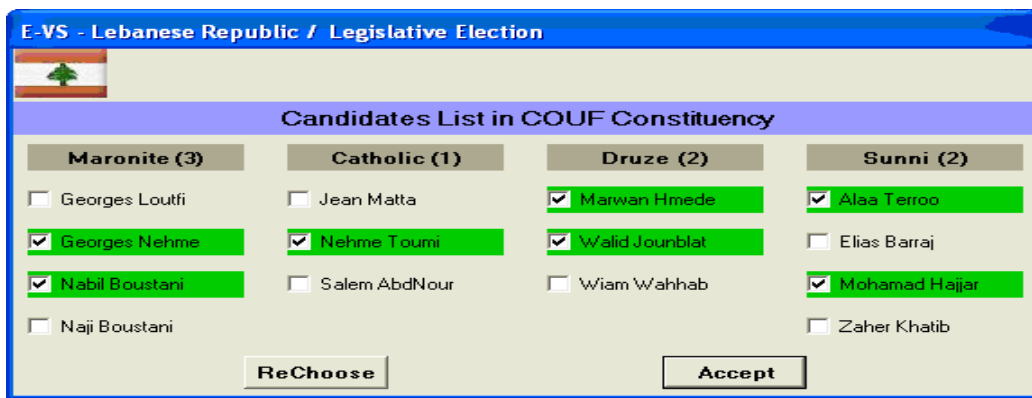 E-VS - Lebanese Republic / Legislative Election
Candidates List in COUF Constituency
Maronite (3) Catholic (1) Druze (2) Sunni (2)
Georges Loutfi Jean Matta Marwan Hmede Alaa Terroo
Georges Nehme Nehme Toumi Walid Jounblat Elias Barraj
Nabil Boustani Salem AbdNour Wiam Wahhab Mohamad Hajjar
Naji Boustani Zaher Khatib
ReChoose Accept